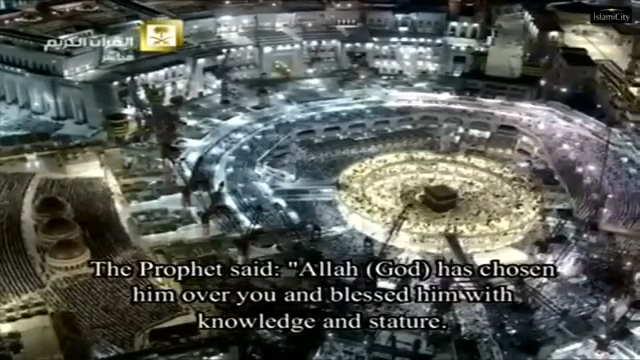 القرآن الكريم
مباشر
IslamiCity
The Prophet said: "Allah (God) has chosen
him over you and blessed him with
knowledge and stature.